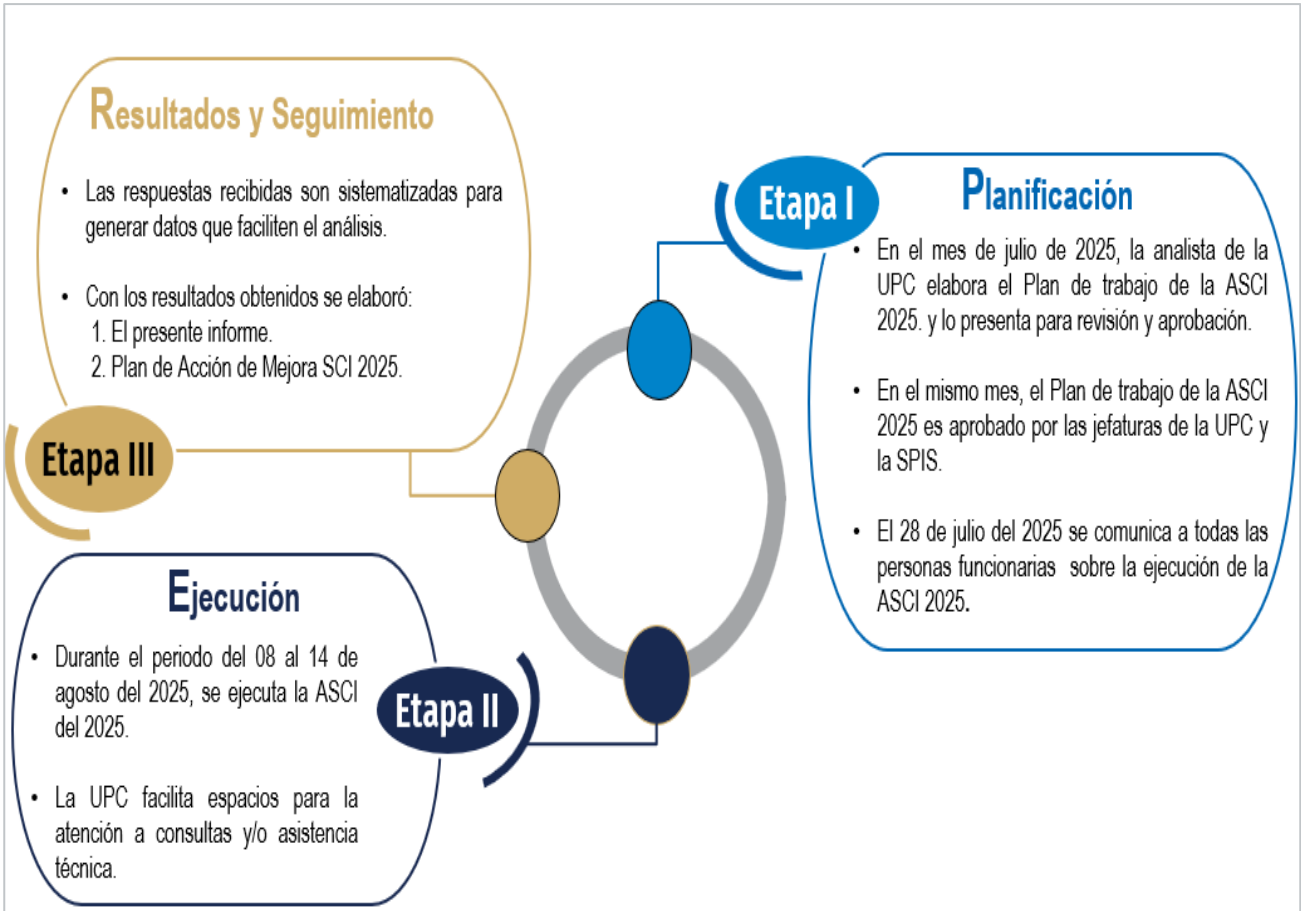 Etapa I
Planificación
• En el mes de julio de 2025, la analista de la
UPC elabora el Plan de trabajo de la ASCI
2025. y lo presenta para revisión y aprobación.
• En el mismo mes, el Plan de trabajo de la ASCI
2025 es aprobado por las jefaturas de la UPC y
la SPIS.
• El 28 de julio del 2025 se comunica a todas las
personas funcionarias sobre la ejecución de la
ASCI 2025.
Etapa II
Ejecución
• Durante el periodo del 08 al 14 de
agosto del 2025, se ejecuta la ASCI
del 2025.
• La UPC facilita espacios para la
atención a consultas y/o asistencia
técnica.
Etapa III
Resultados y Seguimiento
• Las respuestas recibidas son sistematizadas para
generar datos que faciliten el análisis.
• Con los resultados obtenidos se elaboró:
1. El presente informe.
2. Plan de Acción de Mejora SCI 2025.